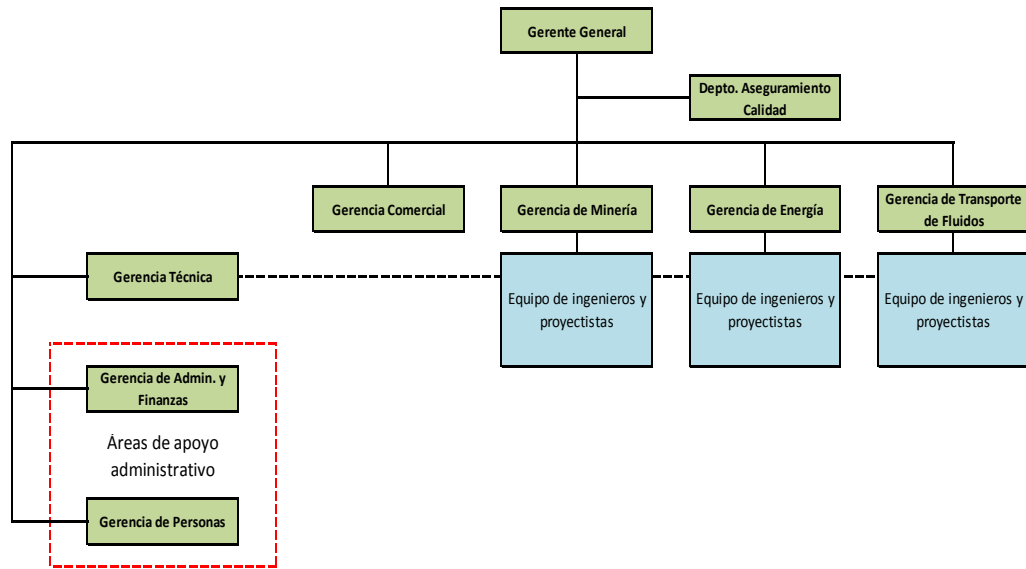 Gerente General
Depto. Aseguramiento
Calidad
Gerencia Comercial
Gerencia de Minería
Gerencia de Energía
Gerencia de Transporte
de Fluidos
Gerencia Técnica
Equipo de ingenieros y
proyectistas
Equipo de ingenieros y
proyectistas
Equipo de ingenieros y
proyectistas
Gerencia de Admin. y
Finanzas
Áreas de apoyo
administrativo
Gerencia de Personas